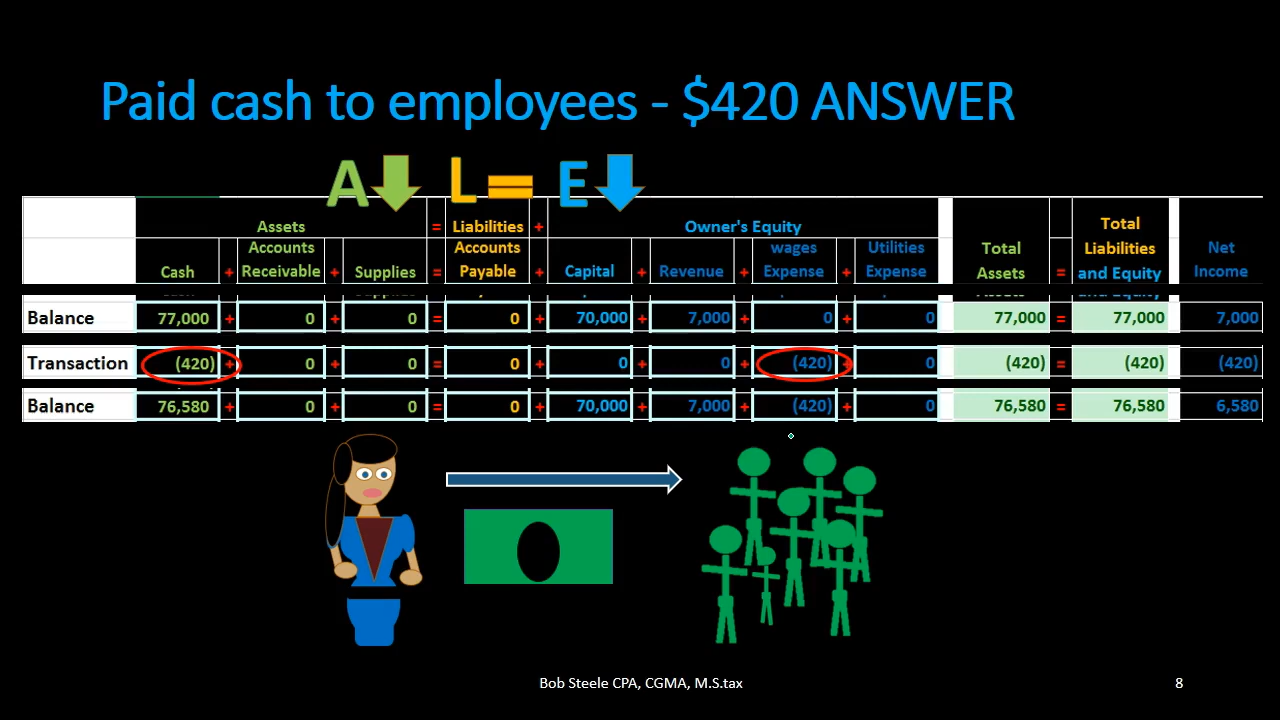 Paid cash to employees - $420 ANSWER
A L = E
Assets = Liabilities + Owner's Equity
Cash + Accounts Receivable + Supplies = Accounts Payable + Capital + Revenue + wages Expense + Utilities Expense Total Assets = Total Liabilities and Equity Net Income
Balance 77,000 + 0 + 0 = 0 + 70,000 + 7,000 + 0 + 0 77,000 = 77,000 7,000
Transaction (420) + 0 + 0 = 0 + 0 + 0 + (420) + 0 (420) = (420) (420)
Balance 76,580 + 0 + 0 = 0 + 70,000 + 7,000 + (420) + 0 76,580 = 76,580 6,580
Bob Steele CPA, CGMA, M.S.tax
8